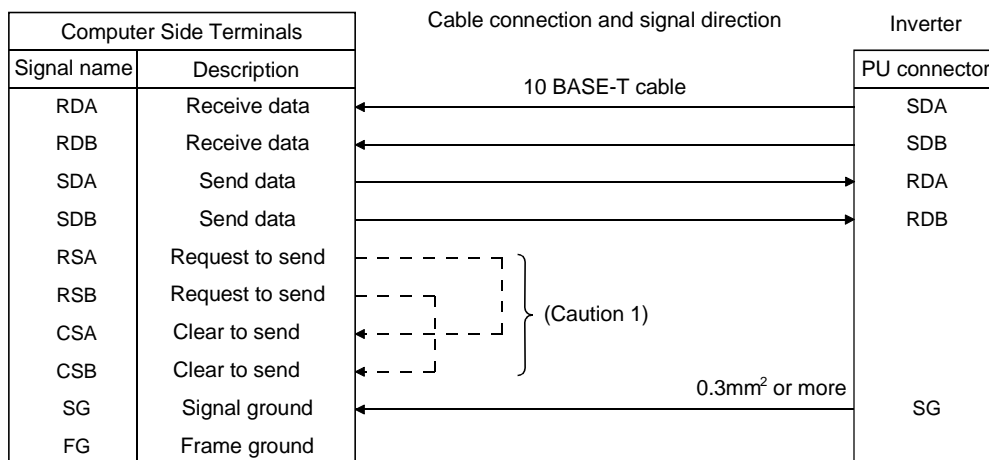 Cable connection and signal direction
Inverter
Computer Side Terminals
Signal name Description
PU connector
10 BASE-T cable
RDA Receive data SDA
RDB Receive data SDB
SDA Send data RDA
SDB Send data RDB
RSA Request to send
RSB Request to send
(Caution 1)
CSA Clear to send
CSB Clear to send
0.3mm² or more
SG Signal ground SG
FG Frame ground